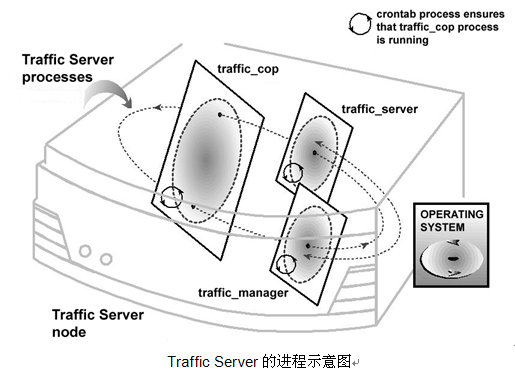 crontab process ensures
that traffic_cop process
is running
Traffic Server
processes
traffic_cop
traffic_server
OPERATING
SYSTEM
traffic_manager
Traffic Server
node
Traffic Server 的进程示意图